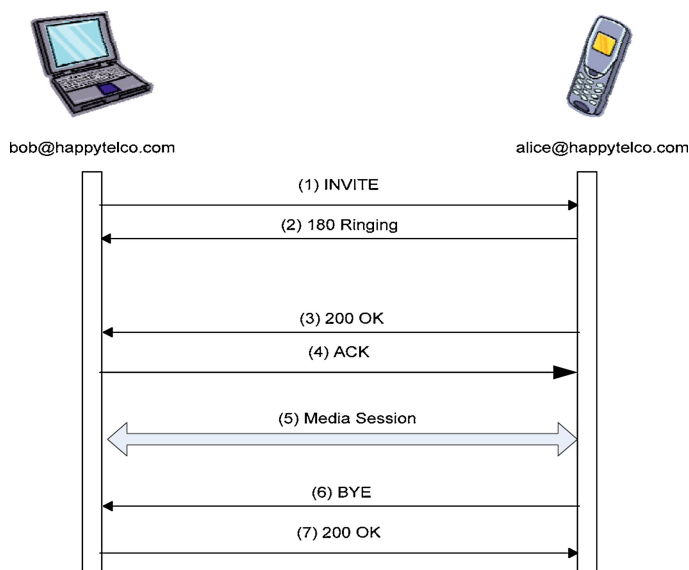 bob@happytelco.com
alice@happytelco.com
(1) INVITE
(2) 180 Ringing
(3) 200 OK
(4) ACK
(5) Media Session
(6) BYE
(7) 200 OK